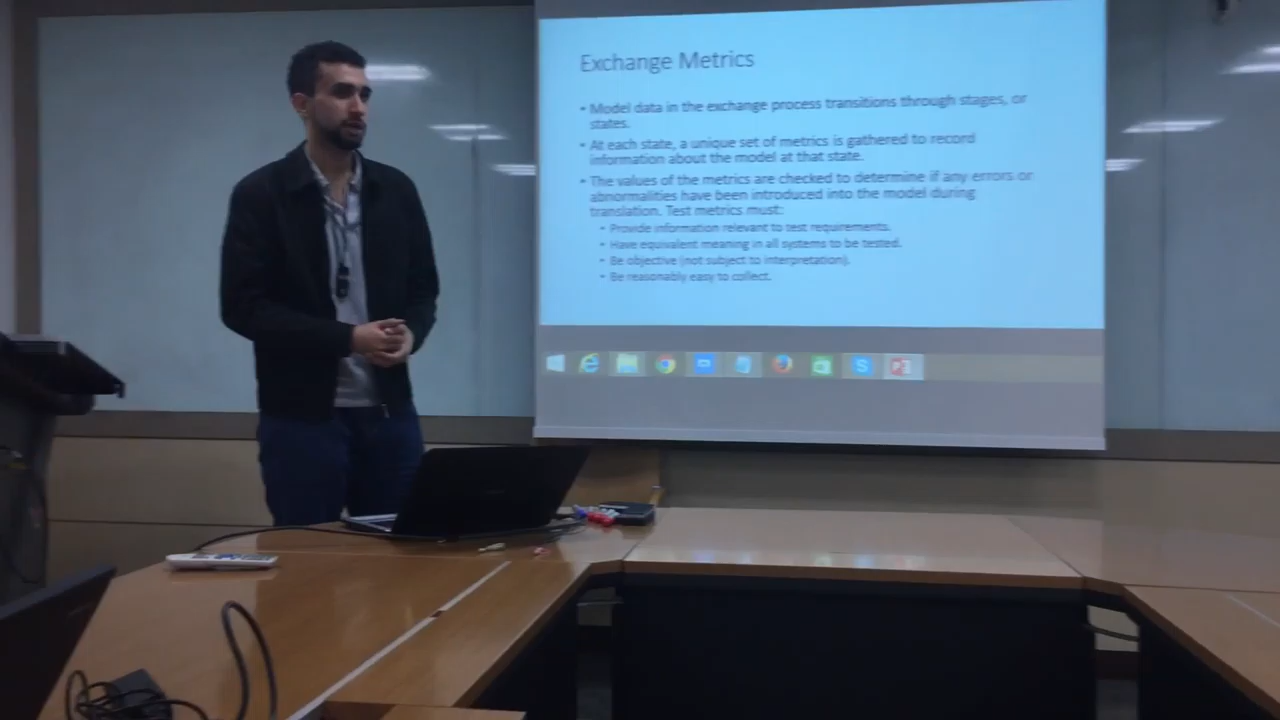 Exchange Metrics
• Model data in the exchange process transitions through stages, or
states.
• At each state, a unique set of metrics is gathered to record
information about the model at that state.
• The values of the metrics are checked to determine if any errors or
abnormalities have been introduced into the model during
translation. Test metrics must:
• Provide information relevant to test requirements.
• Have equivalent meaning in all systems to be tested.
• Be objective (not subject to interpretation).
• Be reasonably easy to collect.